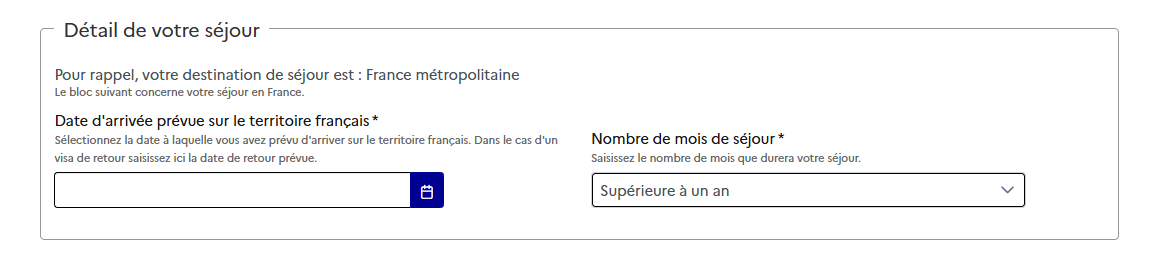 Détail de votre séjour
Pour rappel, votre destination de séjour est : France métropolitaine
Le bloc suivant concerne votre séjour en France.
Date d'arrivée prévue sur le territoire français *
Sélectionnez la date à laquelle vous avez prévu d'arriver sur le territoire français. Dans le cas d'un
visa de retour saisissez ici la date de retour prévue.
Nombre de mois de séjour *
Saisissez le nombre de mois que durera votre séjour.
Supérieure à un an